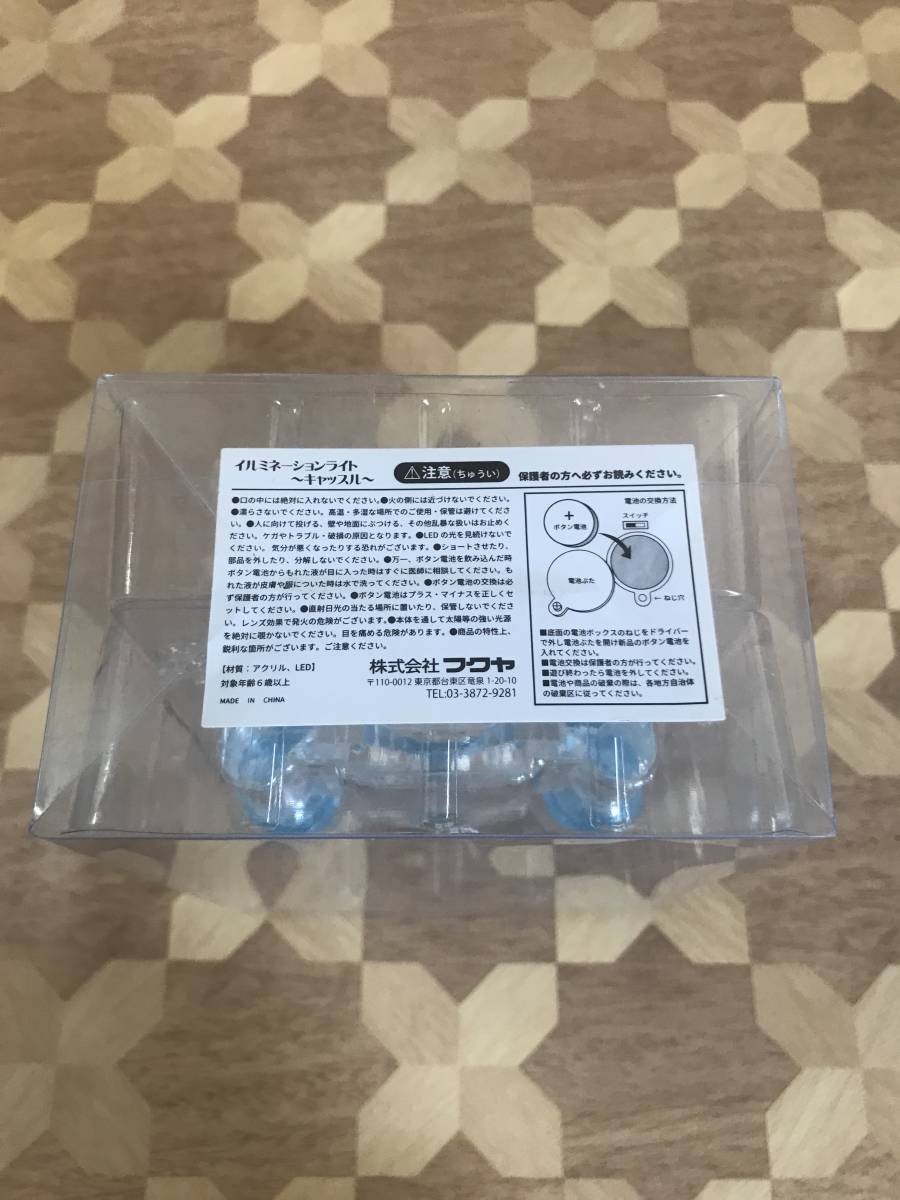 イルミネーションライト
～キャッスル～
⚠注意(ちゅうい)
保護者の方へ必ずお読みください。
●口の中には絶対に入れないでください。●火の側には近づけないでください。
●濡らさないでください。高温・多湿な場所でのご使用・保管は避けてくださ
い。●人に向けて投げる、壁や地面にぶつける、その他乱暴な扱いはお止めく
ださい。ケガやトラブル・破損の原因となります。●LEDの光を見続けないで
ください。気分が悪くなったりする恐れがございます。●ショートさせたり、
部品を外したり、分解しないでください。●万一、ボタン電池を飲み込んだ時
ボタン電池からもれた液が目に入った時はすぐに医師に相談してください。も
れた液が皮膚や服についた時は水で洗ってください。●ボタン電池の交換は必
ず保護者の方が行ってください。●ボタン電池はプラス・マイナスを正しくセ
ットしてください。●直射日光の当たる場所に置いたり、保管しないでくださ
い。レンズ効果で発火の危険がございます。●本体を通して太陽等の強い光源
を絶対に覗かないでください。目を痛める危険があります。●商品の特性上、
鋭利な箇所がございます。ご注意ください。
【材質：アクリル、LED】
対象年齢６歳以上
MADE IN CHINA
株式会社 フクヤ
〒110-0012 東京都台東区竜泉 1-20-10
TEL:03-3872-9281
電池の交換方法
スイッチ
＋
ボタン電池
電池ぶた
←ねじ穴
■底面の電池ボックスのねじをドライバー
で外し電池ぶたを開け新品のボタン電池を
入れてください。
■電池交換は保護者の方が行ってください。
■遊び終わったら電池を外してください。
■電池や商品の破棄の際は、各地方自治体
の破棄区に従ってください。